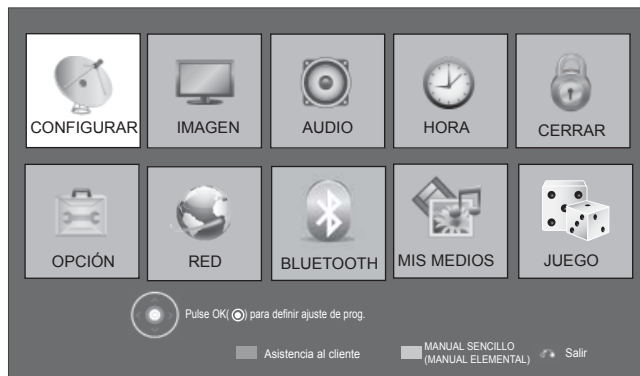 CONFIGURAR IMAGEN AUDIO HORA CERRAR
OPCIÓN RED BLUETOOTH MIS MEDIOS JUEGO
Pulse OK( ) para definir ajuste de prog.
Asistencia al cliente MANUAL SENCILLO
(MANUAL ELEMENTAL) Salir